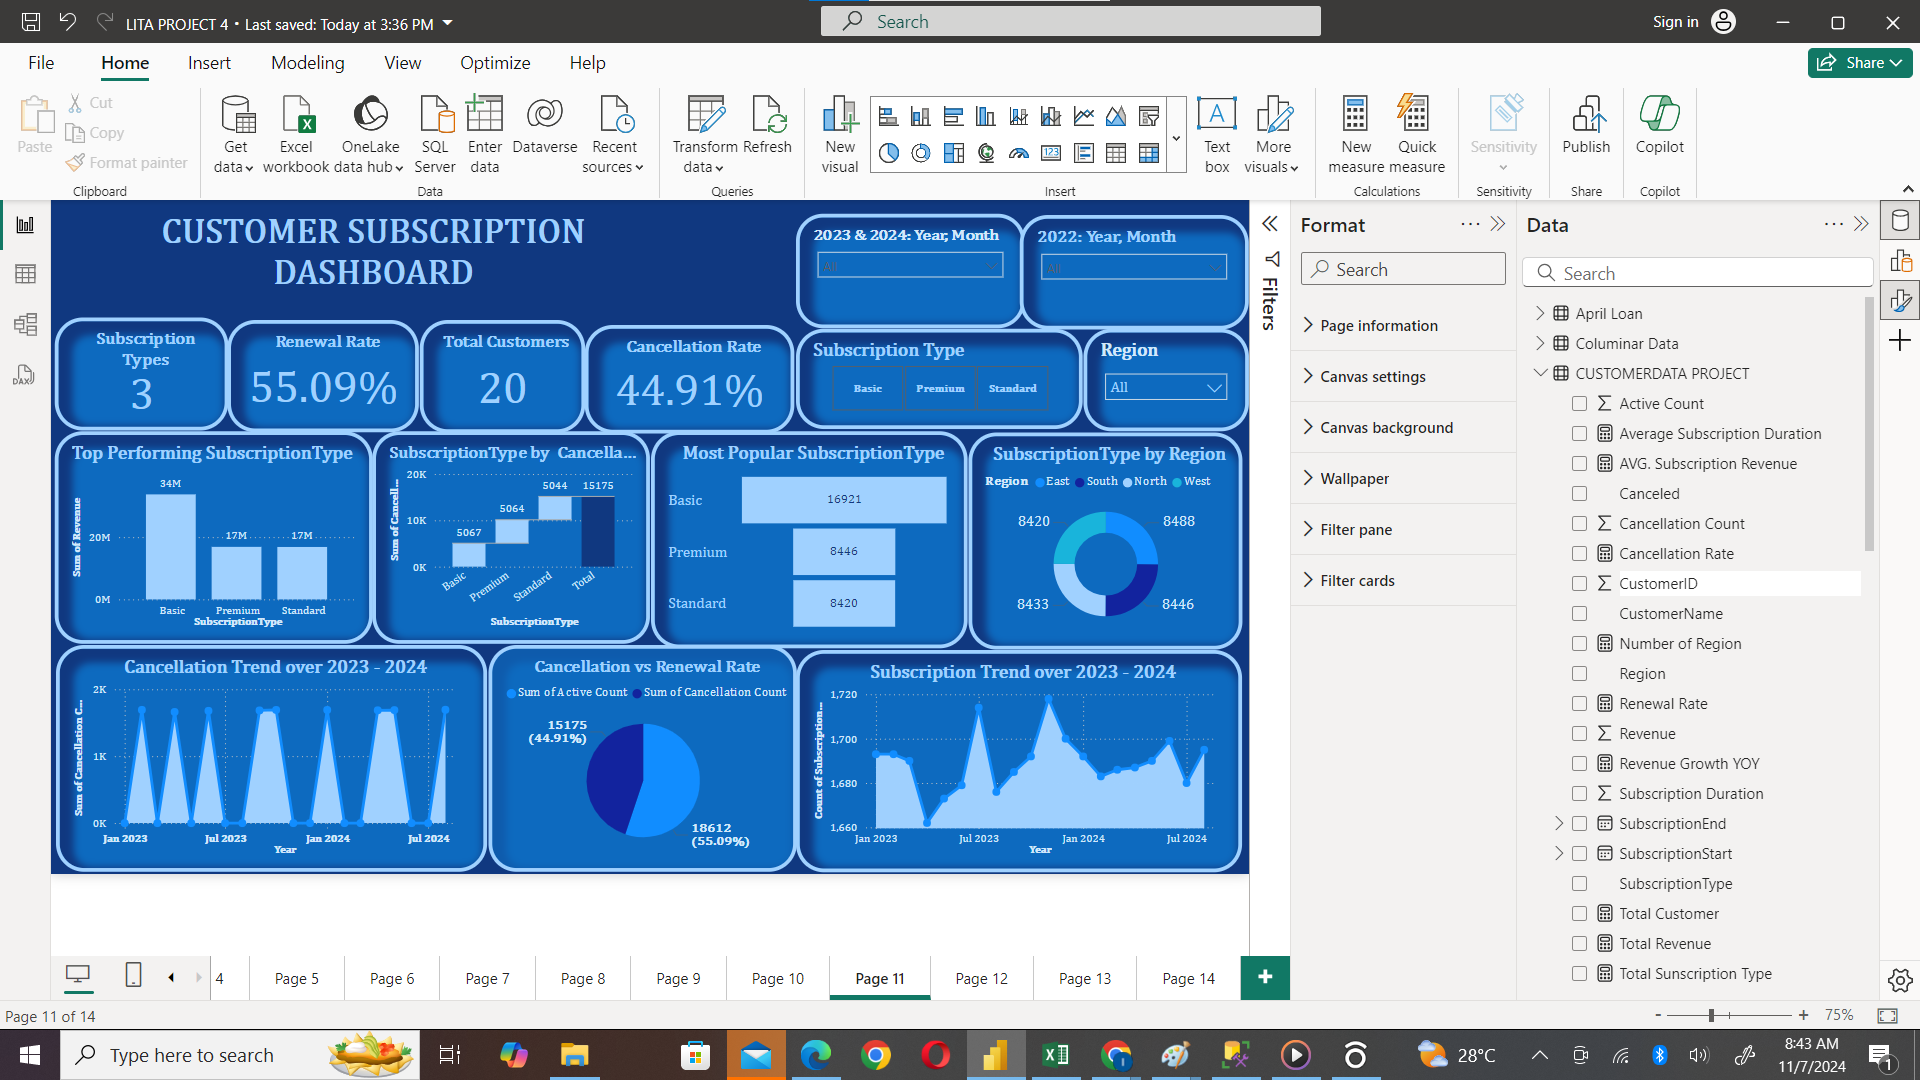 LITA PROJECT 4 • Last saved: Today at 3:36 PM
Search
Sign in
File
Home
Insert
Modeling
View
Optimize
Help
Share
Paste
Cut
Copy
Format painter
Clipboard
Get data
Excel workbook
OneLake data hub
SQL Server
Enter data
Dataverse
Recent sources
Data
Transform data
Refresh
Queries
New visual
Insert
Text box
More visuals
New measure
Quick measure
Calculations
Sensitivity
Sensitivity
Publish
Share
Copilot
Copilot
CUSTOMER SUBSCRIPTION
DASHBOARD
2023 & 2024: Year, Month
All
2022: Year, Month
All
Subscription
Types
3
Renewal Rate
55.09%
Total Customers
20
Cancellation Rate
44.91%
Subscription Type
Basic
Premium
Standard
Region
All
Top Performing SubscriptionType
Sum of Revenue
34M
17M
17M
20M
0M
Basic
Premium
Standard
SubscriptionType
SubscriptionType by Cancella...
Sum of Cancell...
20K
10K
0K
5067
5064
5044
15175
Basic
Premium
Standard
Total
SubscriptionType
Most Popular SubscriptionType
Basic
16921
Premium
8446
Standard
8420
SubscriptionType by Region
Region East South North West
8420
8488
8433
8446
Cancellation Trend over 2023 - 2024
Sum of Cancellation C...
2K
1K
0K
Jan 2023
Jul 2023
Jan 2024
Jul 2024
Year
Cancellation vs Renewal Rate
Sum of Active Count Sum of Cancellation Count
15175
(44.91%)
18612
(55.09%)
Subscription Trend over 2023 - 2024
Count of Subscription...
1,720
1,700
1,680
1,660
Jan 2023
Jul 2023
Jan 2024
Jul 2024
Year
Filters
Format
Search
Page information
Canvas settings
Canvas background
Wallpaper
Filter pane
Filter cards
Data
Search
April Loan
Columinar Data
CUSTOMERDATA PROJECT
Active Count
Average Subscription Duration
AVG. Subscription Revenue
Canceled
Cancellation Count
Cancellation Rate
CustomerID
CustomerName
Number of Region
Region
Renewal Rate
Revenue
Revenue Growth YOY
Subscription Duration
SubscriptionEnd
SubscriptionStart
SubscriptionType
Total Customer
Total Revenue
Total Sunscription Type
4
Page 5
Page 6
Page 7
Page 8
Page 9
Page 10
Page 11
Page 12
Page 13
Page 14
Page 11 of 14
- + 75%
Type here to search
28°C
8:43 AM
11/7/2024
1